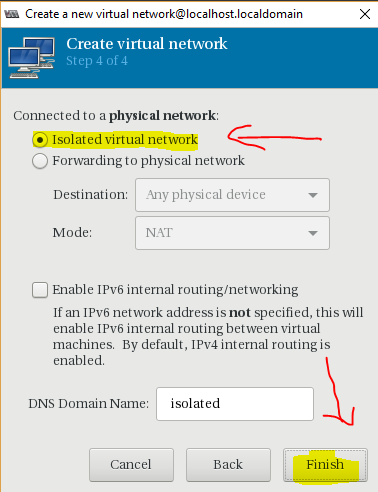 Create a new virtual network@localhost.localdomain
Create virtual network
Step 4 of 4
Connected to a physical network:
Isolated virtual network
Forwarding to physical network
Destination: Any physical device
Mode: NAT
Enable IPv6 internal routing/networking
If an IPv6 network address is not specified, this will
enable IPv6 internal routing between virtual
machines. By default, IPv4 internal routing is
enabled.
DNS Domain Name: isolated
Cancel Back Finish